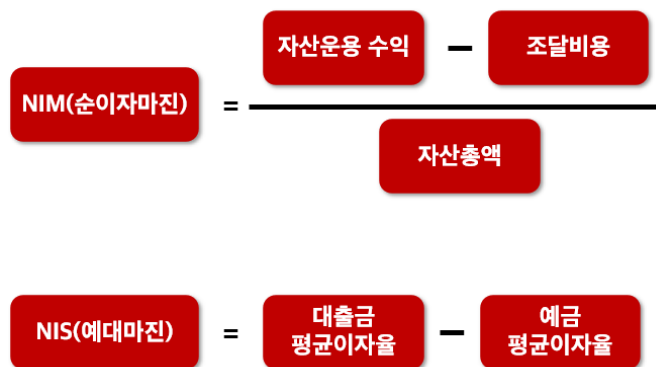 자산운용 수익 － 조달비용
NIM(순이자마진) =
자산총액
NIS(예대마진) = 대출금 평균이자율 － 예금 평균이자율